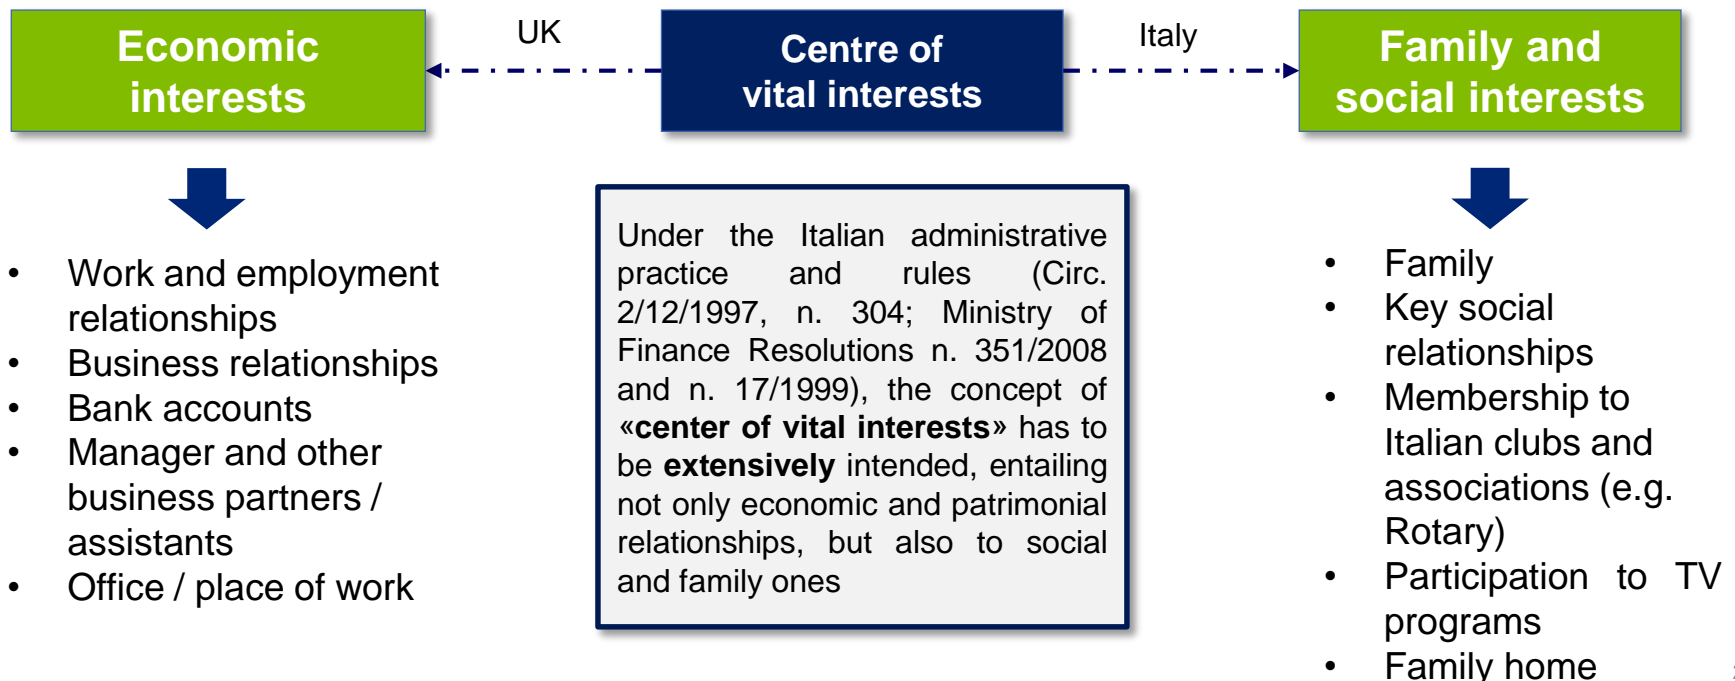 Economic
interests
UK
Centre of
vital interests
Italy
Family and
social interests
• Work and employment
relationships
• Business relationships
• Bank accounts
• Manager and other
business partners /
assistants
• Office / place of work
Under the Italian administrative
practice and rules (Circ.
2/12/1997, n. 304; Ministry of
Finance Resolutions n. 351/2008
and n. 17/1999), the concept of
«center of vital interests» has to
be extensively intended, entailing
not only economic and patrimonial
relationships, but also to social
and family ones
• Family
• Key social
relationships
• Membership to
Italian clubs and
associations (e.g.
Rotary)
• Participation to TV
programs
• Family home